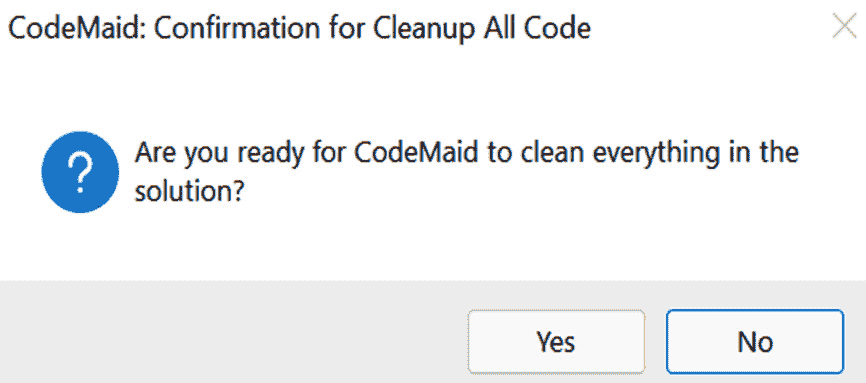 CodeMaid: Confirmation for Cleanup All Code
Are you ready for CodeMaid to clean everything in the
solution?
Yes
No